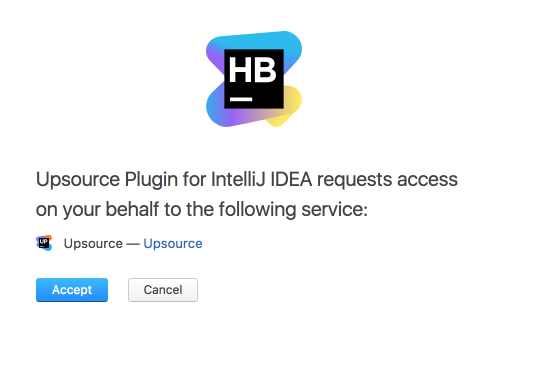 HB
Upsource Plugin for IntelliJ IDEA requests access
on your behalf to the following service:
UP Upsource — Upsource
Accept Cancel